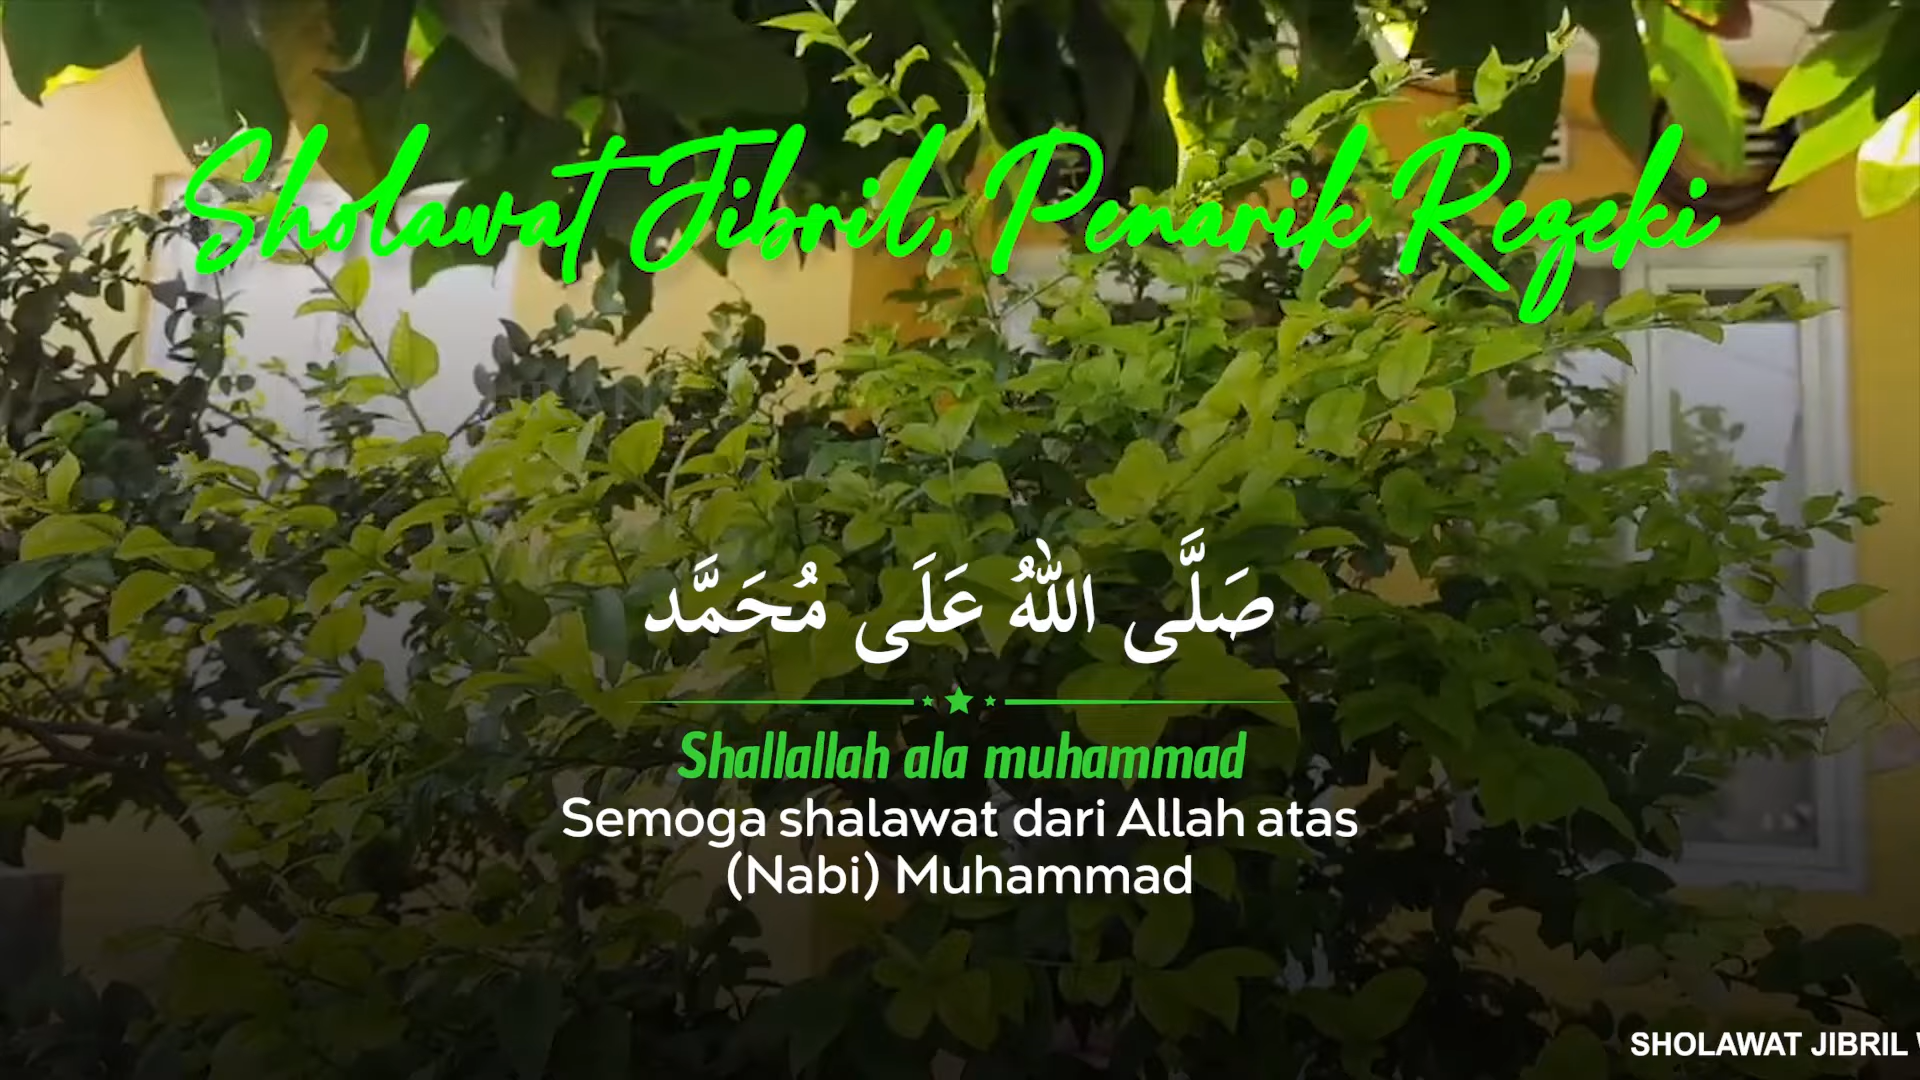 Sholawat Jibril, Penarik Rezeki
صَلَّى اللّٰهُ عَلَى مُحَمَّد
Shallallah ala muhammad
Semoga shalawat dari Allah atas
(Nabi) Muhammad
SHOLAWAT JIBRIL